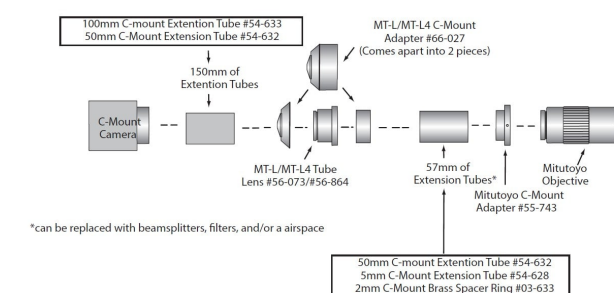 100mm C-mount Extention Tube #54-633
50mm C-Mount Extension Tube #54-632
MT-L/MT-L4 C-Mount
Adapter #66-027
(Comes apart into 2 pieces)
150mm of
Extention Tubes
C-Mount
Camera
MT-L/MT-L4 Tube
Lens #56-073/#56-864
57mm of
Extension Tubes*
Mitutoyo
Objective
Mitutoyo C-Mount
Adapter #55-743
*can be replaced with beamsplitters, filters, and/or a airspace
50mm C-mount Extension Tube #54-632
5mm C-Mount Extension Tube #54-628
2mm C-Mount Brass Spacer Ring #03-633